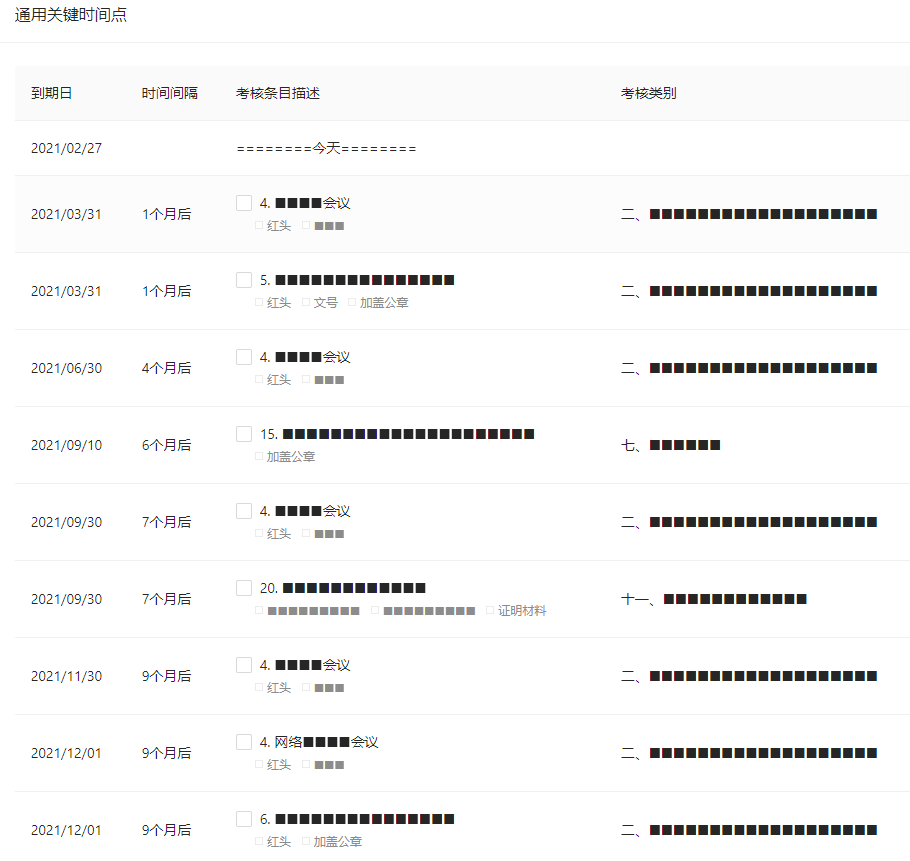 通用关键时间点
到期日 时间间隔 考核条目描述 考核类别
2021/02/27 ========今天========
2021/03/31 1个月后 4. ■■■■会议 二、■■■■■■■■■■■■■■■■■■■
红头 ■■■
2021/03/31 1个月后 5. ■■■■■■■■■■■■■■■ 二、■■■■■■■■■■■■■■■■■■■
红头 文号 加盖公章
2021/06/30 4个月后 4. ■■■■会议 二、■■■■■■■■■■■■■■■■■■■
红头 ■■■
2021/09/10 6个月后 15. ■■■■■■■■■■■■■■■■■■■■■ 七、■■■■■■
加盖公章
2021/09/30 7个月后 4. ■■■■会议 二、■■■■■■■■■■■■■■■■■■■
红头 ■■■
2021/09/30 7个月后 20. ■■■■■■■■■■■■ 十一、■■■■■■■■■■■■
■■■■■■■■■ ■■■■■■■■■ 证明材料
2021/11/30 9个月后 4. ■■■■会议 二、■■■■■■■■■■■■■■■■■■■
红头 ■■■
2021/12/01 9个月后 4. 网络■■■■会议 二、■■■■■■■■■■■■■■■■■■■
红头 ■■■
2021/12/01 9个月后 6. ■■■■■■■■■■■■■■■ 二、■■■■■■■■■■■■■■■■■■■
红头 加盖公章